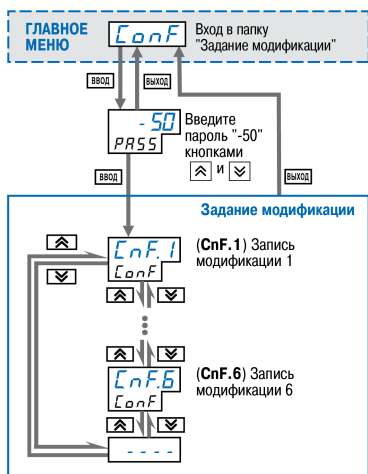 ГЛАВНОЕ
МЕНЮ
ConF
Вход в папку
"Задание модификации"
ВВОД
ВЫХОД
- 50
PASS
Введите
пароль "-50"
кнопками
и
ВВОД
ВЫХОД
Задание модификации
CnF.1
ConF
(CnF.1) Запись
модификации 1
CnF.6
ConF
(CnF.6) Запись
модификации 6
- - - -